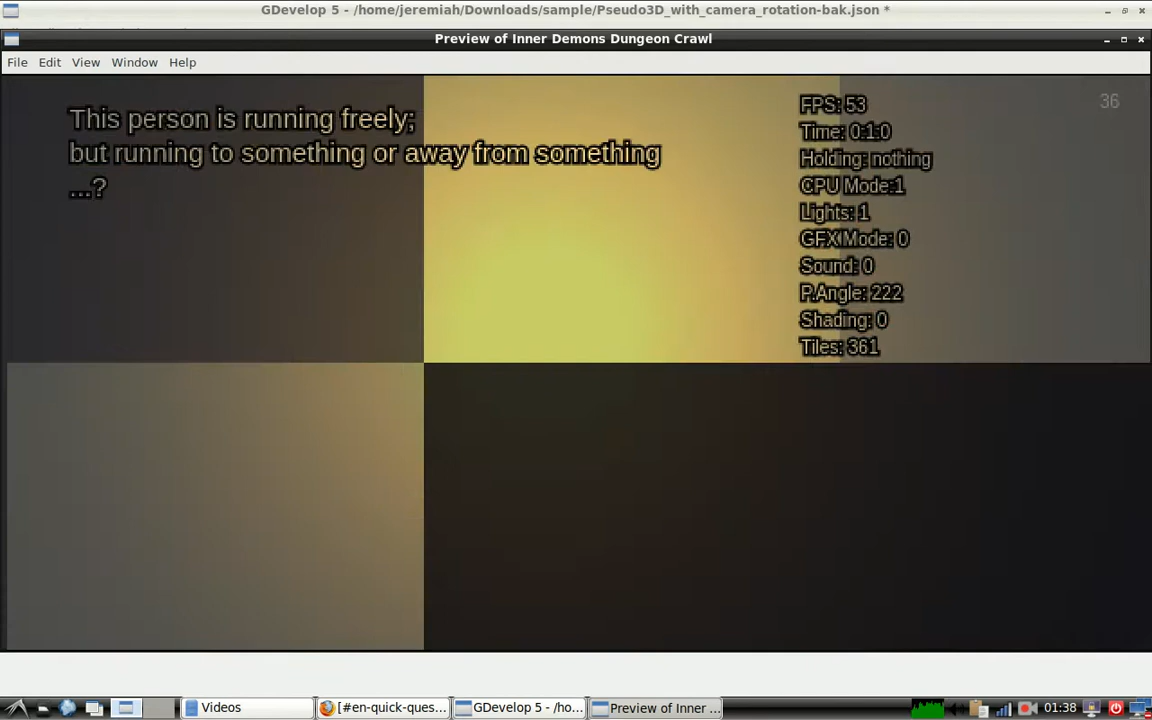 GDevelop 5 - /home/jeremiah/Downloads/sample/Pseudo3D_with_camera_rotation-bak.json *
Preview of Inner Demons Dungeon Crawl
File Edit View Window Help
This person is running freely;
but running to something or away from something
...?
36
FPS: 53
Time: 0:1:0
Holding: nothing
CPU Mode:1
Lights: 1
GFX Mode: 0
Sound: 0
P.Angle: 222
Shading: 0
Tiles: 361
Videos
[#en-quick-ques...
GDevelop 5 - /ho...
Preview of Inner ...
01:38